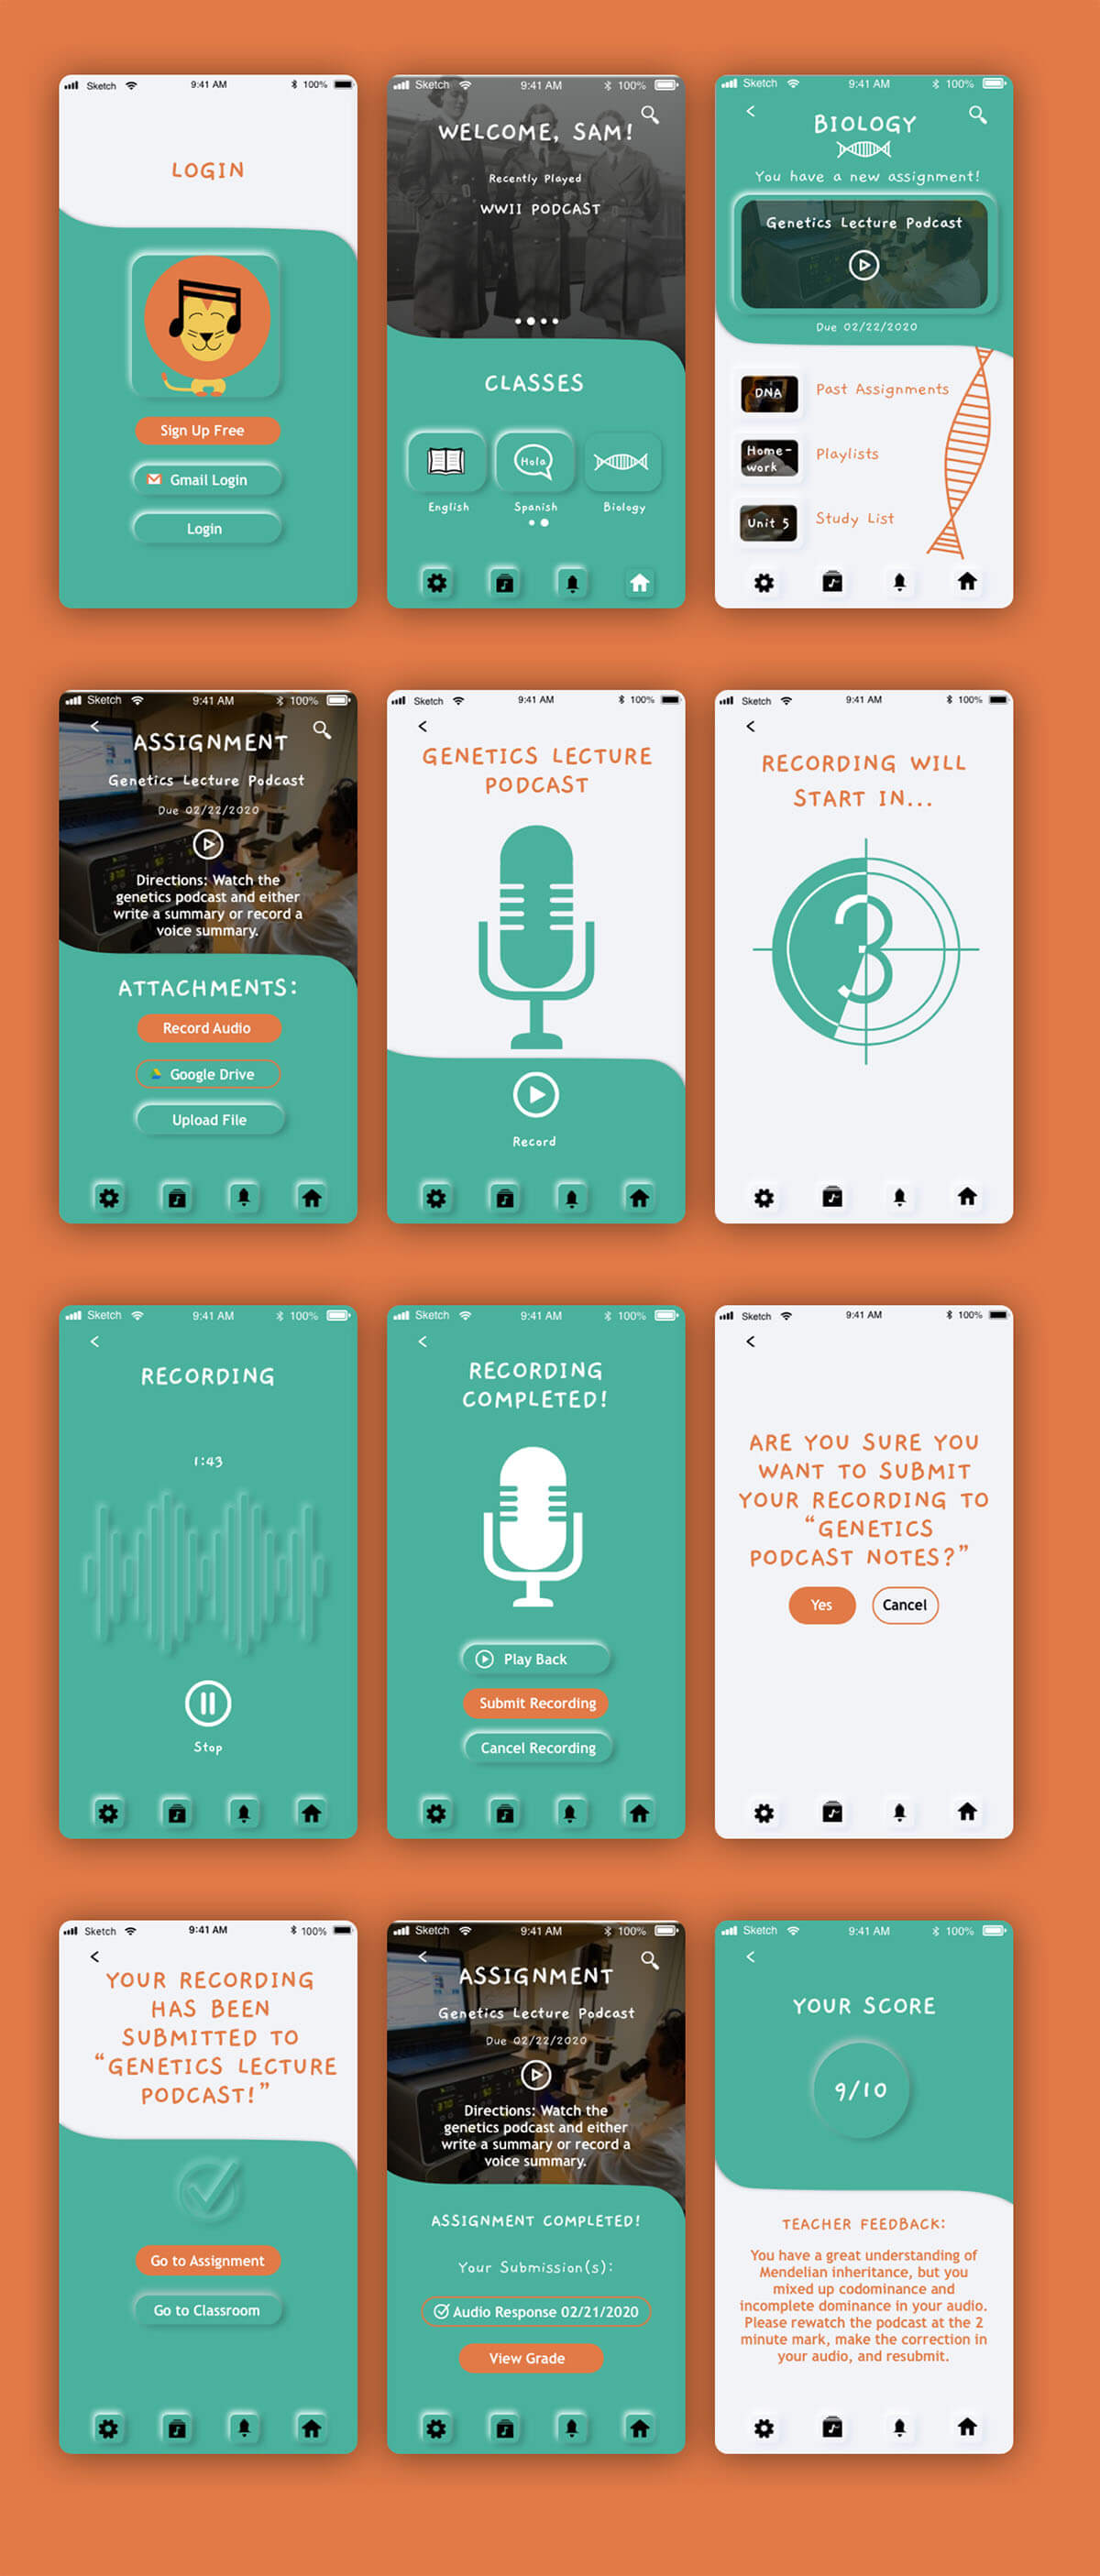 Sketch 9:41 AM 100%
LOGIN
Sign Up Free
Gmail Login
Login
Sketch 9:41 AM 100%
WELCOME, SAM!
Recently Played
WWII PODCAST
CLASSES
Hola
English Spanish Biology
Sketch 9:41 AM 100%
BIOLOGY
You have a new assignment!
Genetics Lecture Podcast
Due 02/22/2020
DNA Past Assignments
Home-
work
Playlists
Unit 5 Study List
Sketch 9:41 AM 100%
ASSIGNMENT
Genetics Lecture Podcast
Due 02/22/2020
Directions: Watch the
genetics podcast and either
write a summary or record a
voice summary.
ATTACHMENTS:
Record Audio
Google Drive
Upload File
Sketch 9:41 AM 100%
GENETICS LECTURE
PODCAST
Record
Sketch 9:41 AM 100%
RECORDING WILL
START IN...
3
Sketch 9:41 AM 100%
RECORDING
1:43
Stop
Sketch 9:41 AM 100%
RECORDING
COMPLETED!
Play Back
Submit Recording
Cancel Recording
Sketch 9:41 AM 100%
ARE YOU SURE YOU
WANT TO SUBMIT
YOUR RECORDING TO
“GENETICS
PODCAST NOTES?”
Yes Cancel
Sketch 9:41 AM 100%
YOUR RECORDING
HAS BEEN
SUBMITTED TO
“GENETICS LECTURE
PODCAST!”
Go to Assignment
Go to Classroom
Sketch 9:41 AM 100%
ASSIGNMENT
Genetics Lecture Podcast
Due 02/22/2020
Directions: Watch the
genetics podcast and either
write a summary or record a
voice summary.
ASSIGNMENT COMPLETED!
Your Submission(s):
Audio Response 02/21/2020
View Grade
Sketch 9:41 AM 100%
YOUR SCORE
9/10
TEACHER FEEDBACK:
You have a great understanding of
Mendelian inheritance, but you
mixed up codominance and
incomplete dominance in your audio.
Please rewatch the podcast at the 2
minute mark, make the correction in
your audio, and resubmit.